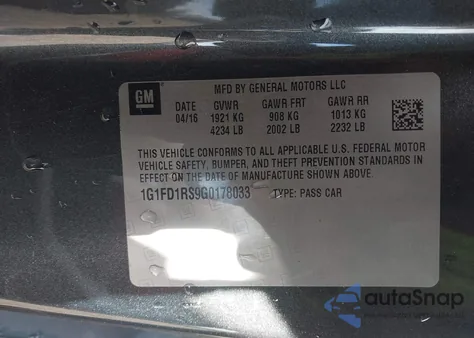 GM
MFD BY GENERAL MOTORS LLC
DATE GVWR GAWR FRT GAWR RR
04/16 1921 KG 908 KG 1013 KG
4234 LB 2002 LB 2232 LB
THIS VEHICLE CONFORMS TO ALL APPLICABLE U.S. FEDERAL MOTOR
VEHICLE SAFETY, BUMPER, AND THEFT PREVENTION STANDARDS
IN EFFECT ON THE DATE OF MANUFACTURE SHOWN ABOVE.
1G1FD1RS9G0178033 TYPE: PASS CAR
autoSnap